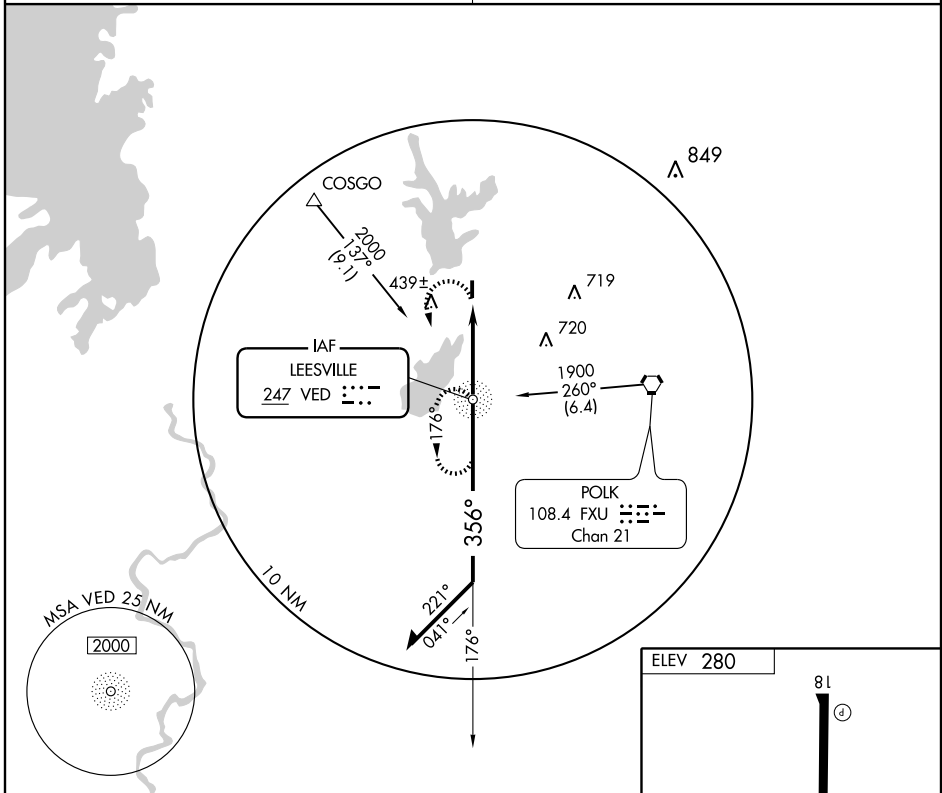 849
COSGO
2000
137°
(9.1)
439±
719
720
IAF
LEESVILLE
247 VED
1900
260°
(6.4)
176°
POLK
108.4 FXU
Chan 21
356°
10 NM
221°
041°
176°
MSA VED 25 NM
2000
ELEV 280
18
P